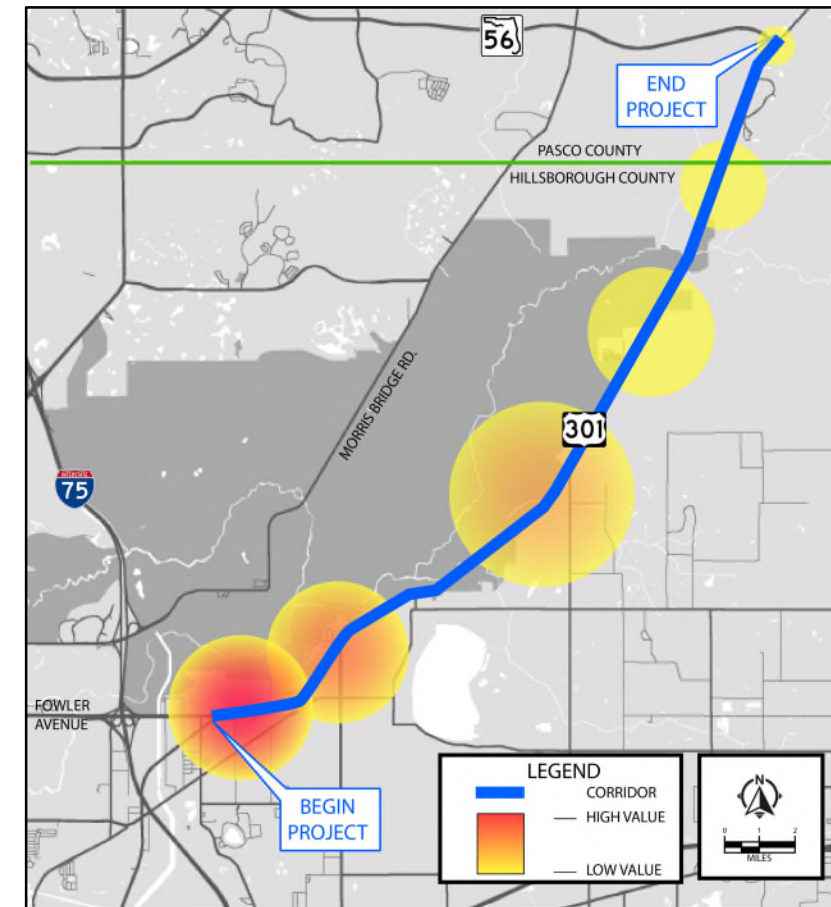 56
END
PROJECT
PASCO COUNTY
HILLSBOROUGH COUNTY
MORRIS BRIDGE RD.
301
INTERSTATE
75
FOWLER
AVENUE
BEGIN
PROJECT
LEGEND
CORRIDOR
HIGH VALUE
LOW VALUE
N
0 1 2
MILES